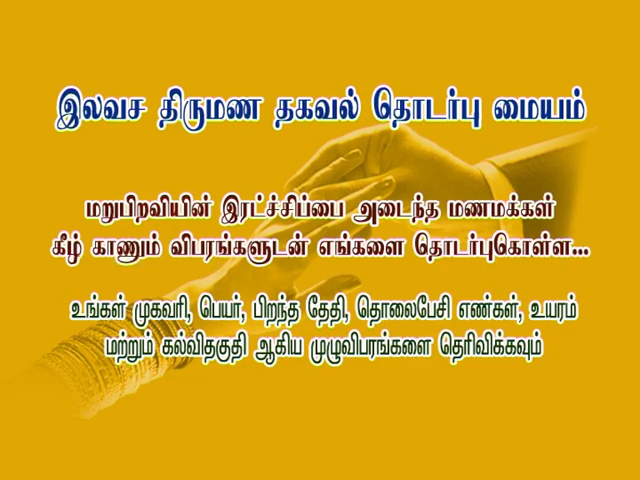 இலவச திருமண தகவல் தொடர்பு மையம்
மறுபிறவியின் இரட்ச்சிப்பை அடைந்த மணமக்கள்
கீழ் காணும் விபரங்களுடன் எங்களை தொடர்புகொள்ள...
உங்கள் முகவரி, பெயர், பிறந்த தேதி, தொலைபேசி எண்கள், உயரம்
மற்றும் கல்விதகுதி ஆகிய முழுவிபரங்களை தெரிவிக்கவும்